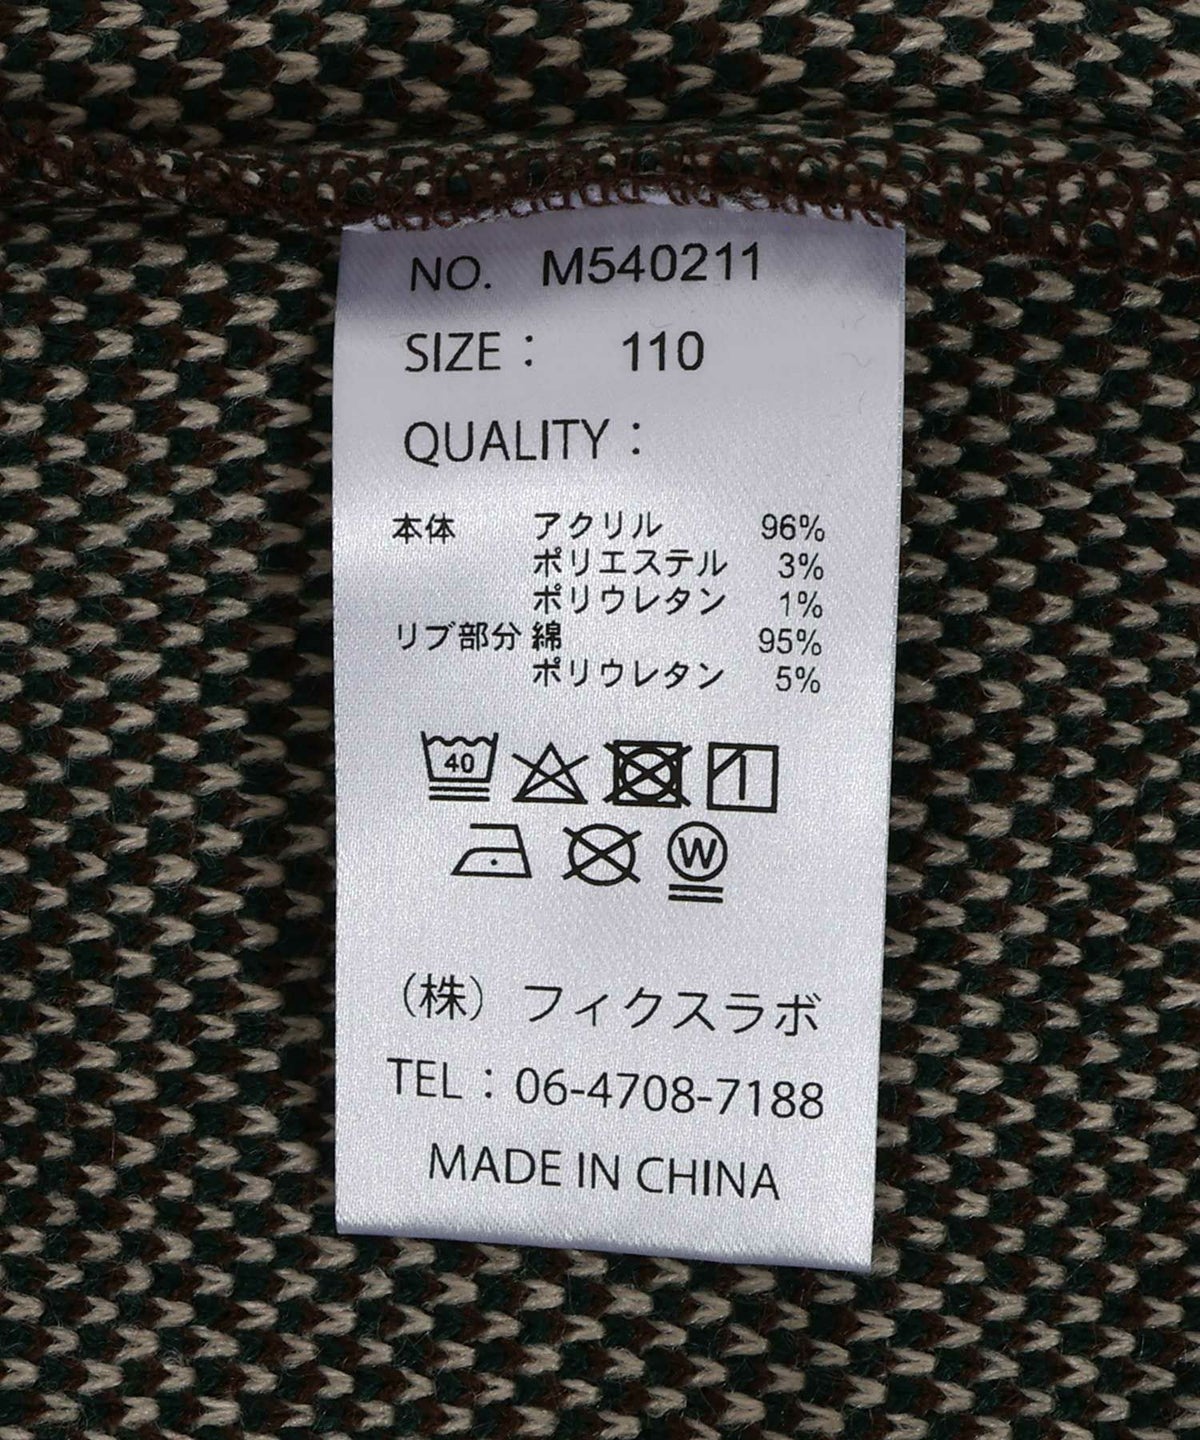 NO. M540211
SIZE： 110
QUALITY：
本体 アクリル 96%
ポリエステル 3%
ポリウレタン 1%
リブ部分 綿 95%
ポリウレタン 5%
40
W
（株）フィクスラボ
TEL：06-4708-7188
MADE IN CHINA